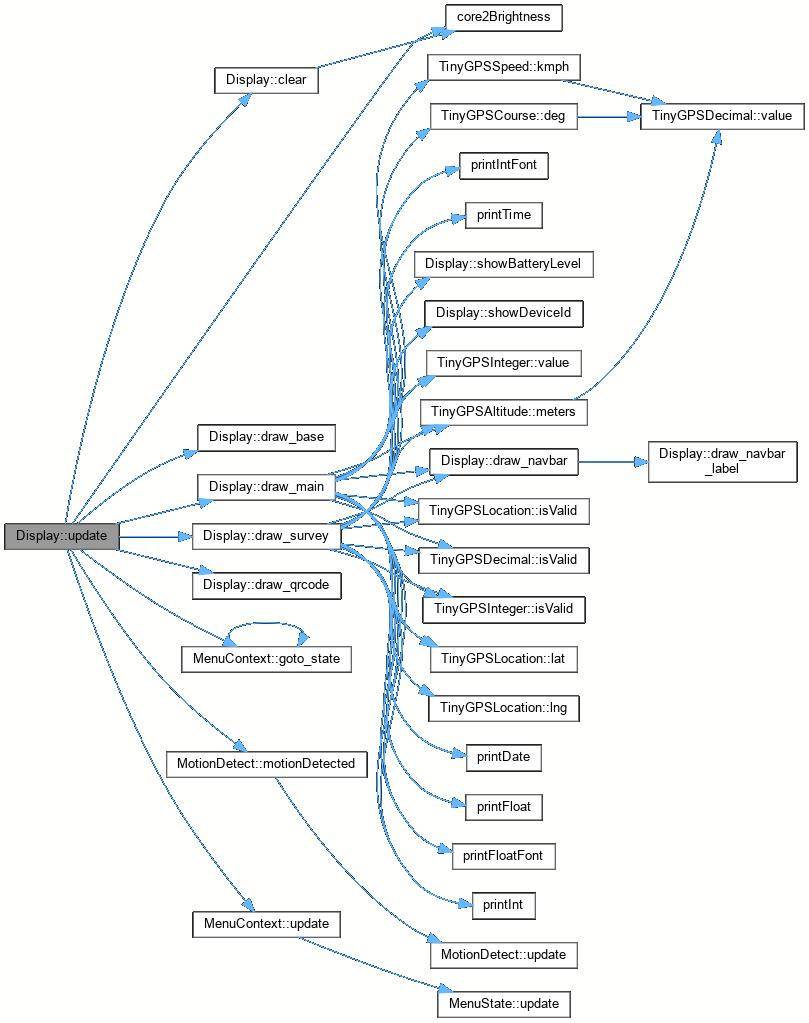 core2Brightness
TinyGPSSpeed::kmph
Display::clear
TinyGPSCourse::deg
TinyGPSDecimal::value
printIntFont
printTime
Display::showBatteryLevel
Display::showDeviceId
TinyGPSInteger::value
TinyGPSAltitude::meters
Display::draw_base
Display::draw_navbar
Display::draw_navbar
_label
Display::draw_main
TinyGPSLocation::isValid
Display::update
Display::draw_survey
TinyGPSDecimal::isValid
Display::draw_qrcode
TinyGPSInteger::isValid
MenuContext::goto_state
TinyGPSLocation::lat
TinyGPSLocation::lng
printDate
MotionDetect::motionDetected
printFloat
printFloatFont
printInt
MenuContext::update
MotionDetect::update
MenuState::update